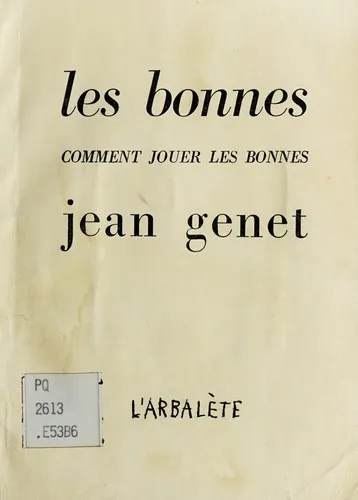 les bonnes
COMMENT JOUER LES BONNES
jean genet
PQ
2613
.E53B6
L'ARBALÈTE